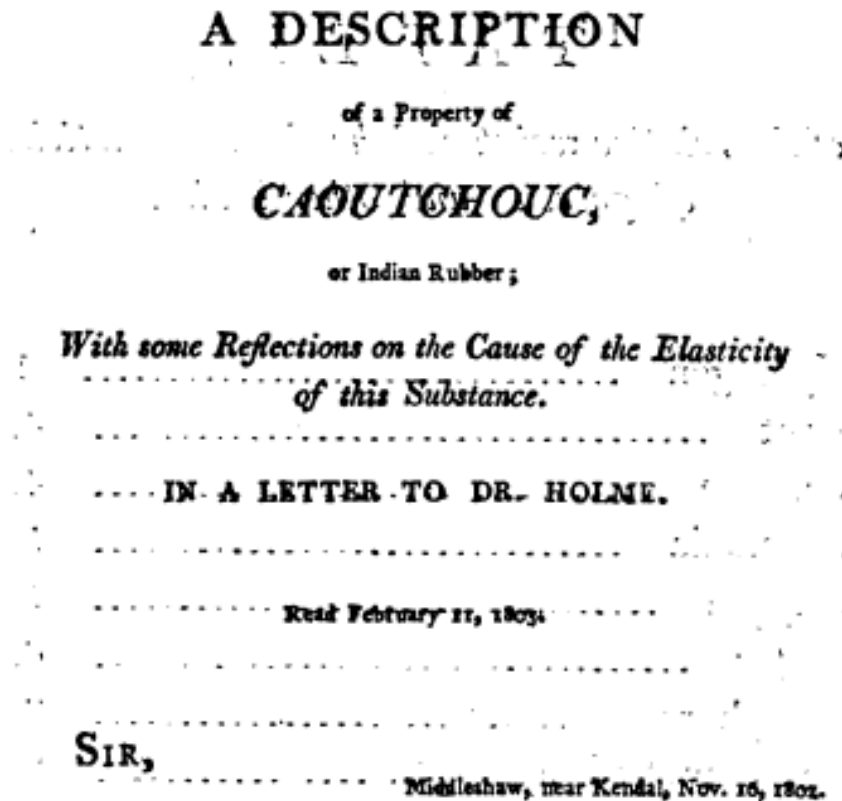 A DESCRIPTION
of a Property of
CAOUTCHOUC,
or Indian Rubber;
With some Reflections on the Cause of the Elasticity
of this Substance.
IN A LETTER TO DR. HOLME.
Read February 11, 1803.
SIR,
Middleshaw, near Kendal, Nov. 16, 1802.